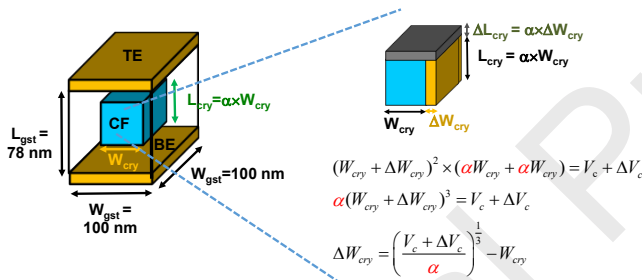 TE
L_cry=α×W_cry
CF
L_gst =
78 nm
W_cry
BE
W_gst=100 nm
W_gst =
100 nm
ΔL_cry = α×ΔW_cry
L_cry = α×W_cry
W_cry
ΔW_cry
(W_cry + ΔW_cry)^2 × (αW_cry + αW_cry) = V_c + ΔV_c
α(W_cry + ΔW_cry)^3 = V_c + ΔV_c
ΔW_cry = ((V_c + ΔV_c)/α)^(1/3) − W_cry